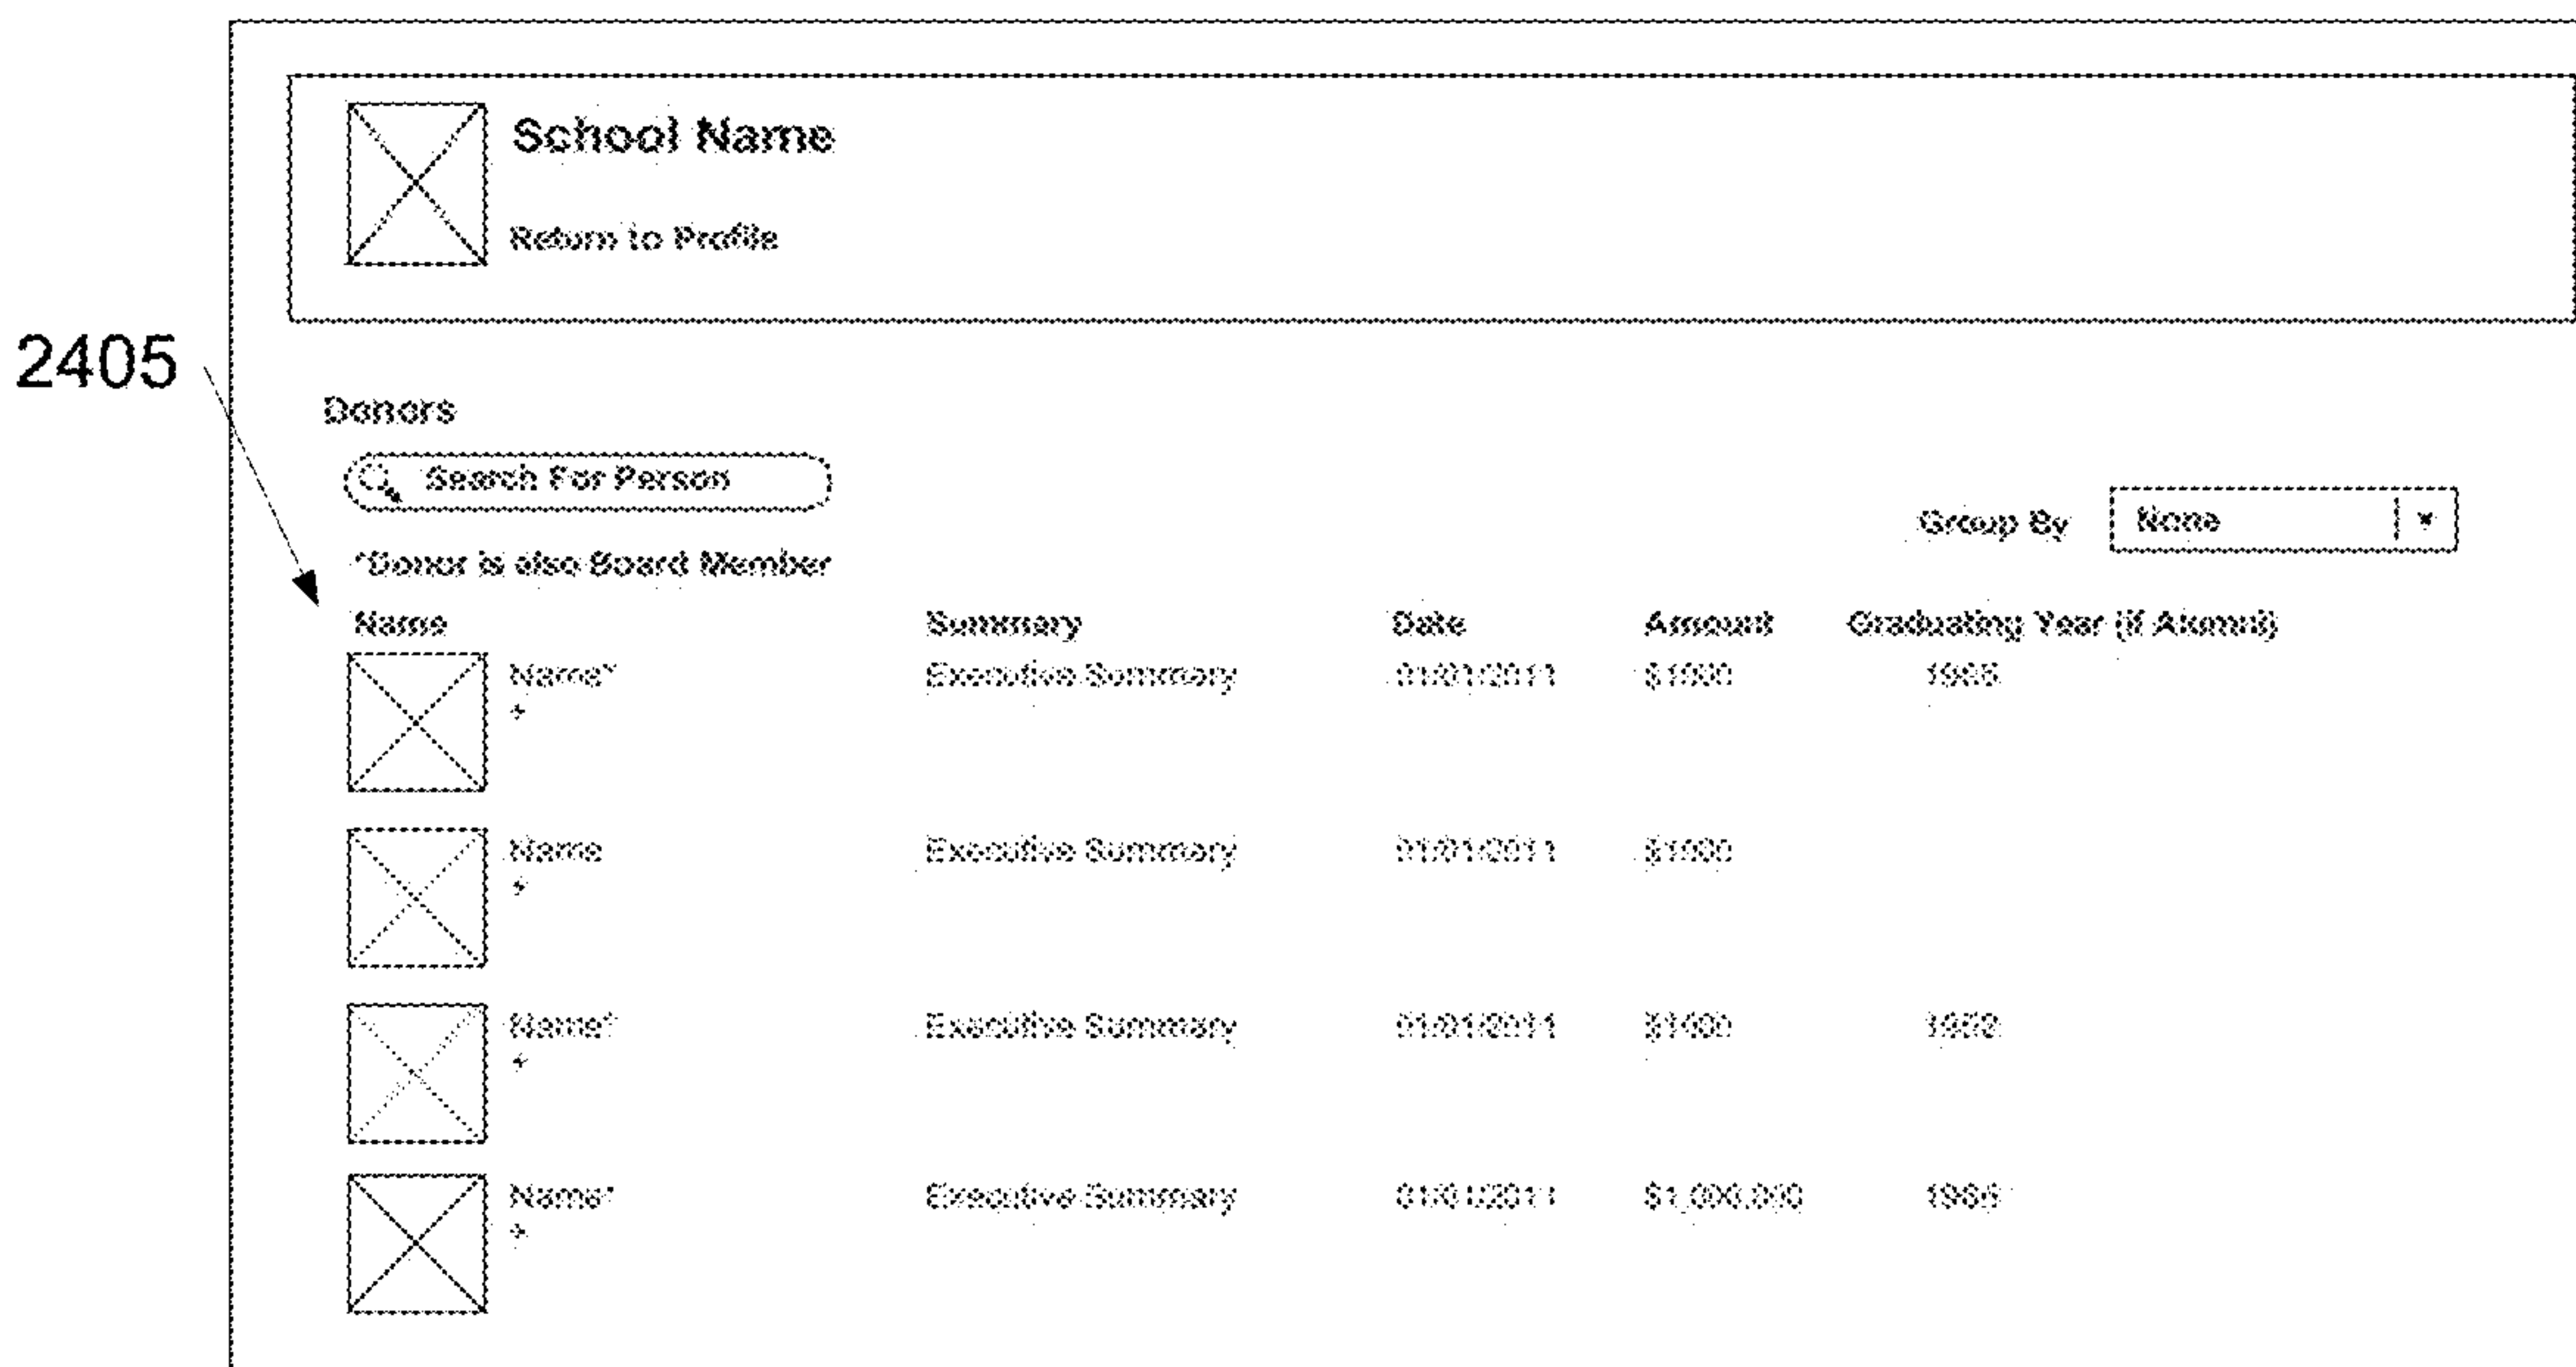 School Name
Return to Profile
2405
Donors
Search For Person
Group By None
*Donor is also Board Member
Name Summary Date Amount Graduating Year (if Alumni)
Name* Executive Summary 01/01/2011 $1000
+
Name Executive Summary 01/01/2011 $1000
+
Name* Executive Summary 01/01/2011 $1000
+
Name* Executive Summary 01/01/2011 $1,000,000
+